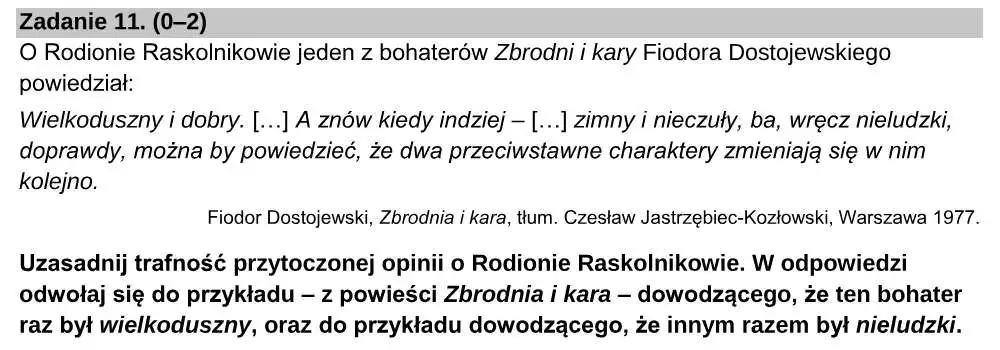 Zadanie 11. (0–2)
O Rodionie Raskolnikowie jeden z bohaterów Zbrodni i kary Fiodora Dostojewskiego
powiedział:
Wielkoduszny i dobry. […] A znów kiedy indziej – […] zimny i nieczuły, ba, wręcz nieludzki,
doprawdy, można by powiedzieć, że dwa przeciwstawne charaktery zmieniają się w nim
kolejno.
Fiodor Dostojewski, Zbrodnia i kara, tłum. Czesław Jastrzębiec-Kozłowski, Warszawa 1977.
Uzasadnij trafność przytoczonej opinii o Rodionie Raskolnikowie. W odpowiedzi
odwołaj się do przykładu – z powieści Zbrodnia i kara – dowodzącego, że ten bohater
raz był wielkoduszny, oraz do przykładu dowodzącego, że innym razem był nieludzki.